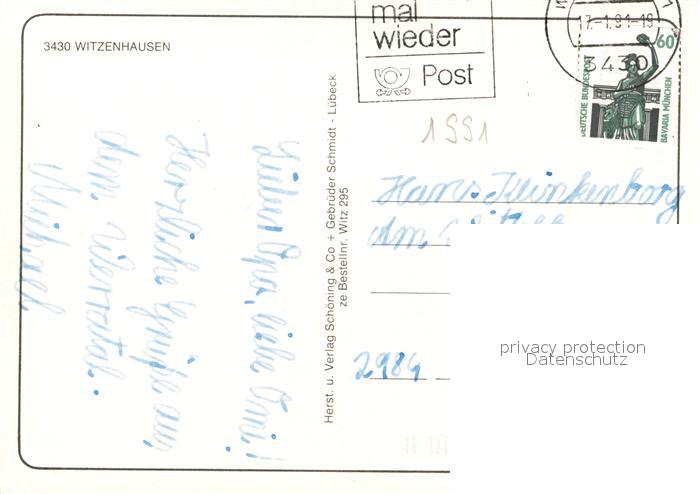 3430 WITZENHAUSEN
Lieber Opa, liebe Omi!
Herzliche Grüße aus
dem Werratal.
Michael
Herst. u. Verlag Schöning & Co + Gebrüder Schmidt - Lübeck
ze Bestellnr. Witz 295
mal
wieder
Post
17.-1.91-19
3430
60
DEUTSCHE BUNDESPOST
BAVARIA MÜNCHEN
1991
Hans Klinkenborg
Am
2984
privacy protection
Datenschutz